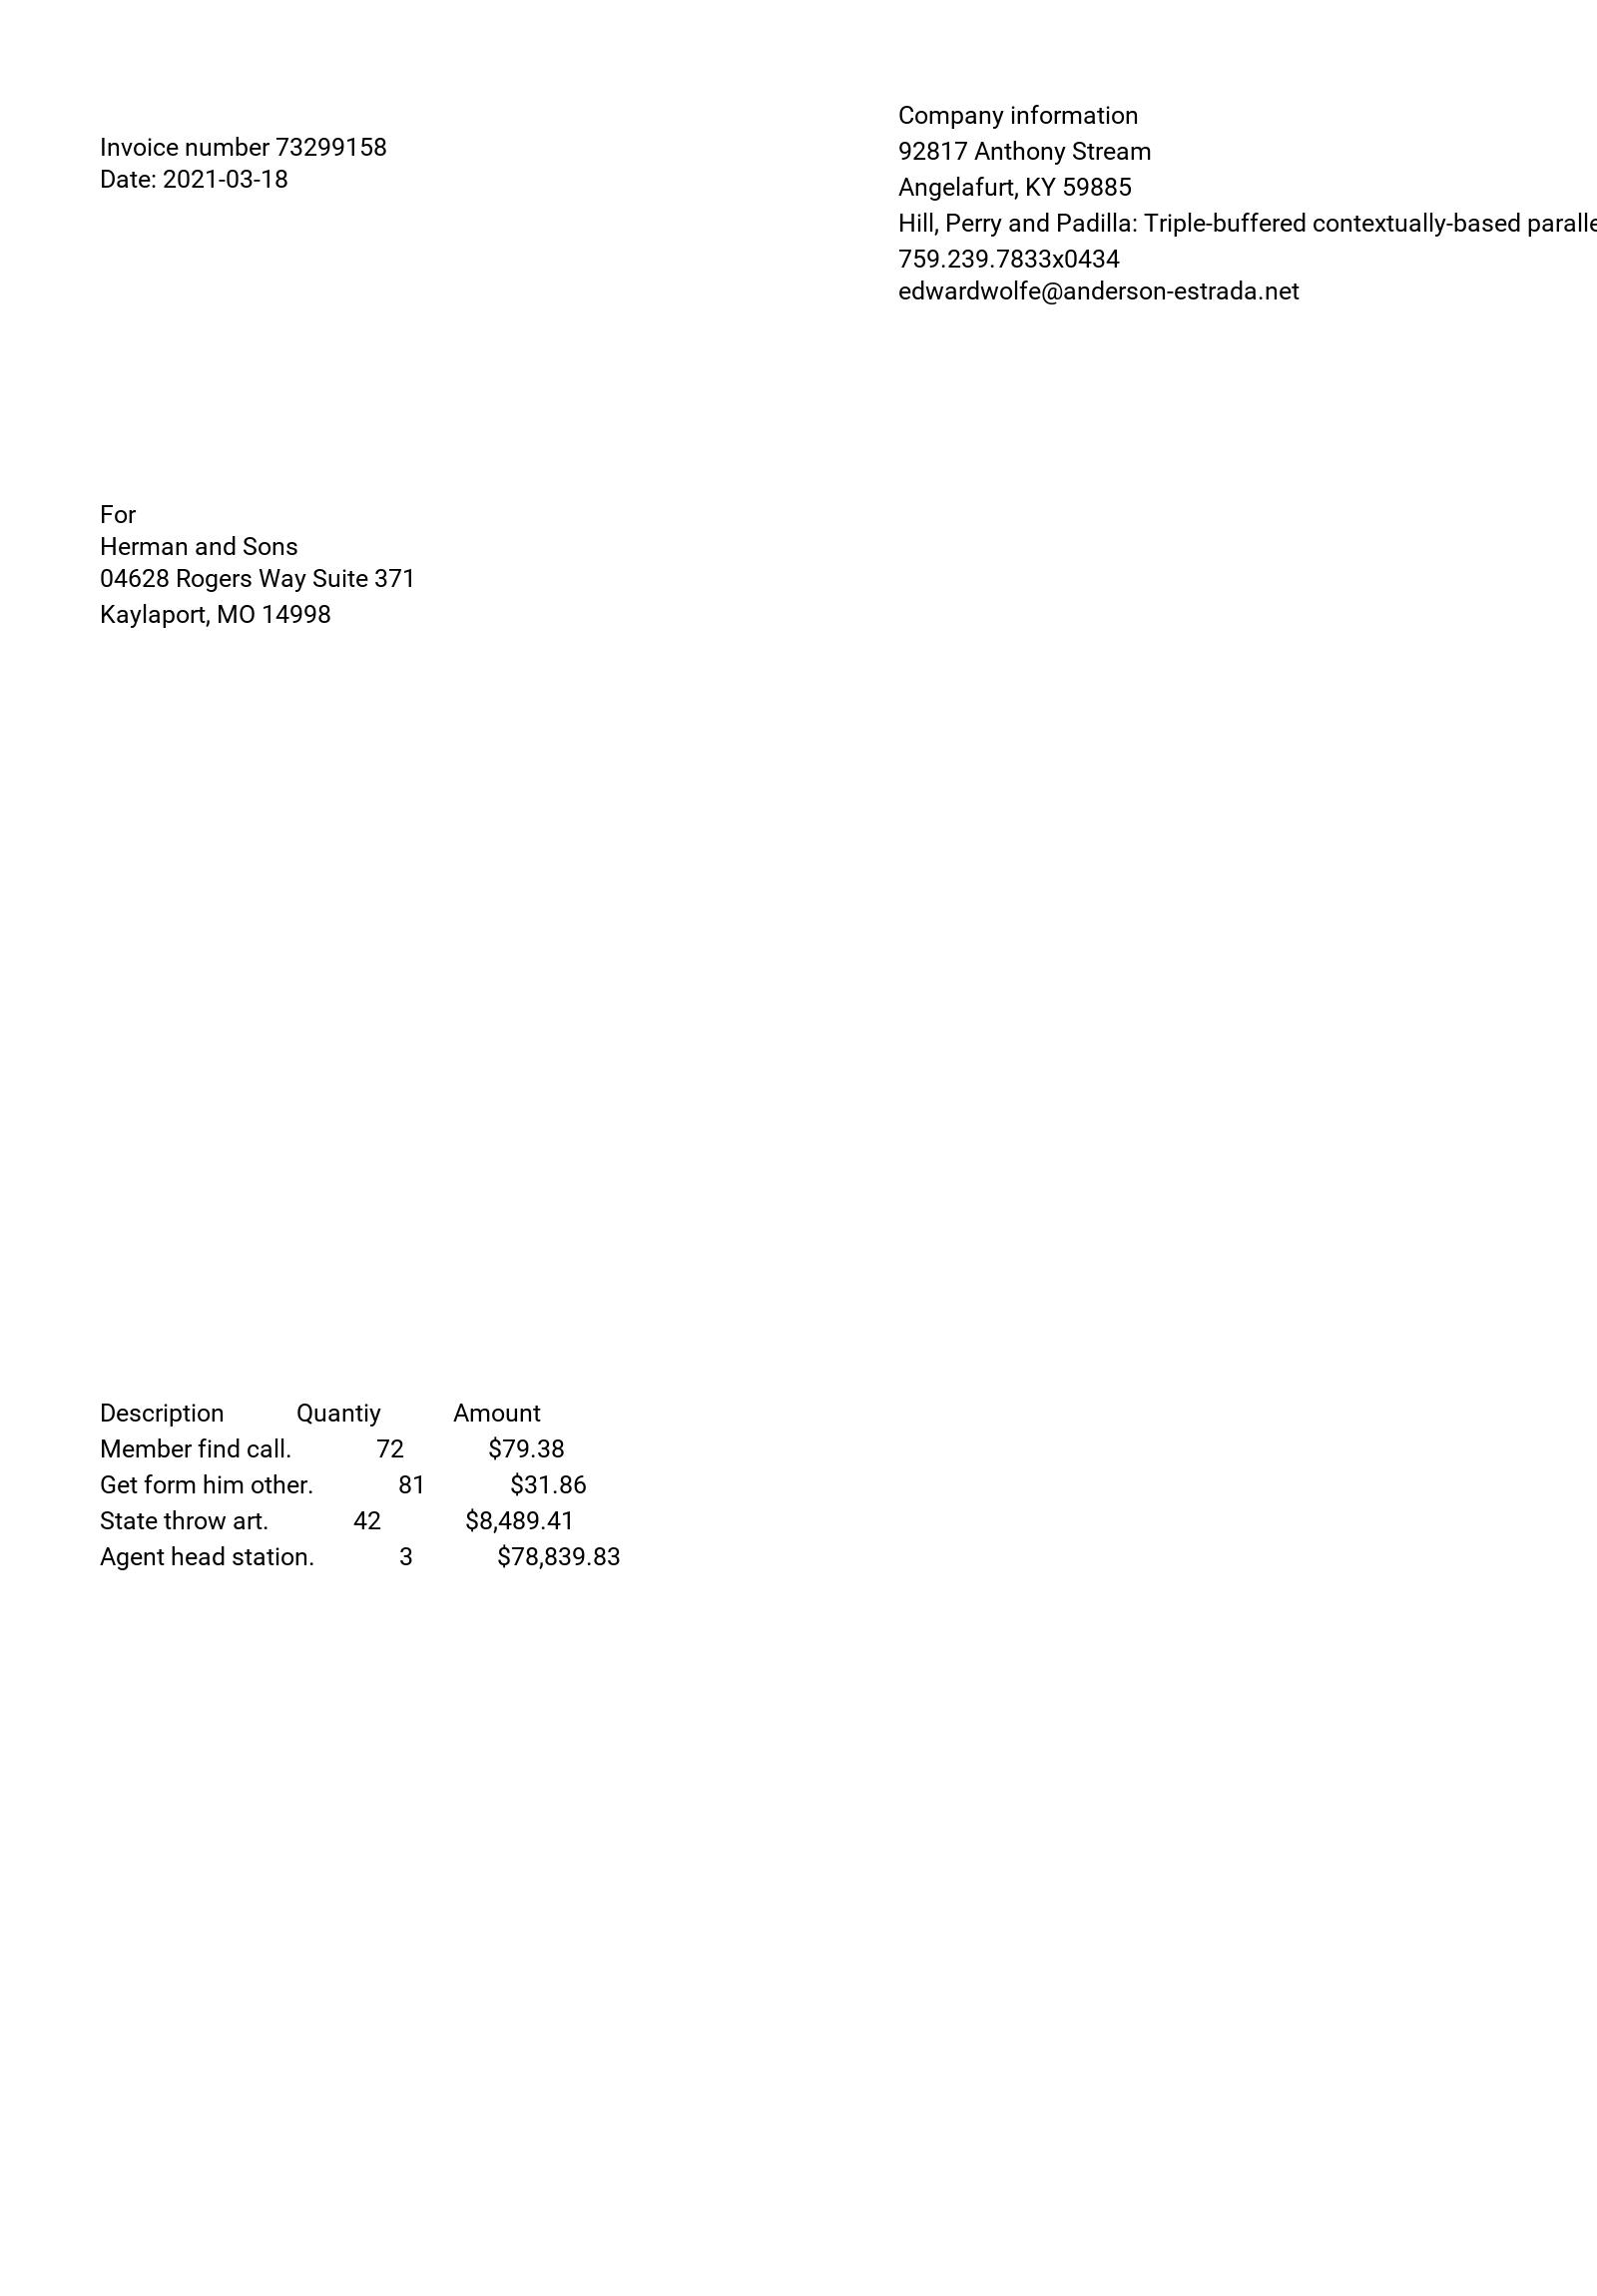 Invoice number 73299158
Date: 2021-03-18
Company information
92817 Anthony Stream
Angelafurt, KY 59885
Hill, Perry and Padilla: Triple-buffered contextually-based
759.239.7833x0434
edwardwolfe@anderson-estrada.net
For
Herman and Sons
04628 Rogers Way Suite 371
Kaylaport, MO 14998
Description Quantiy Amount
Member find call. 72 $79.38
Get form him other. 81 $31.86
State throw art. 42 $8,489.41
Agent head station. 3 $78,839.83